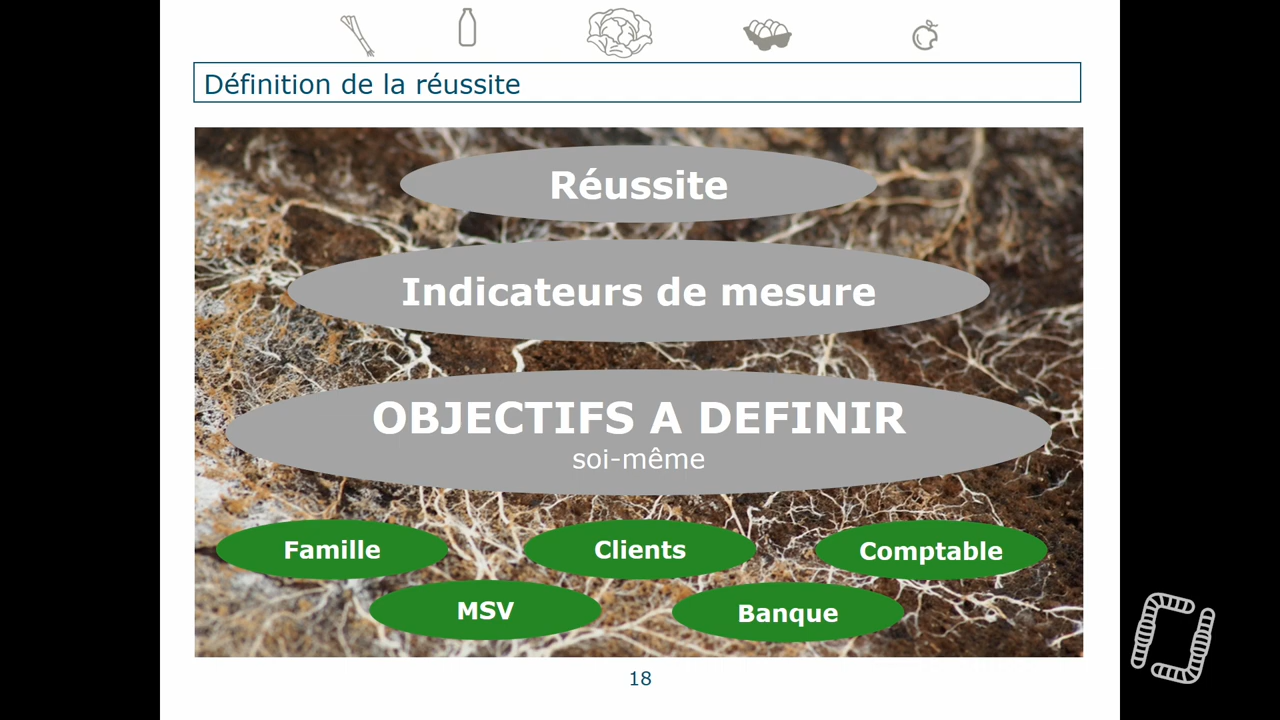 Définition de la réussite
Réussite
Indicateurs de mesure
OBJECTIFS A DEFINIR
soi-même
Famille
Clients
Comptable
MSV
Banque
18